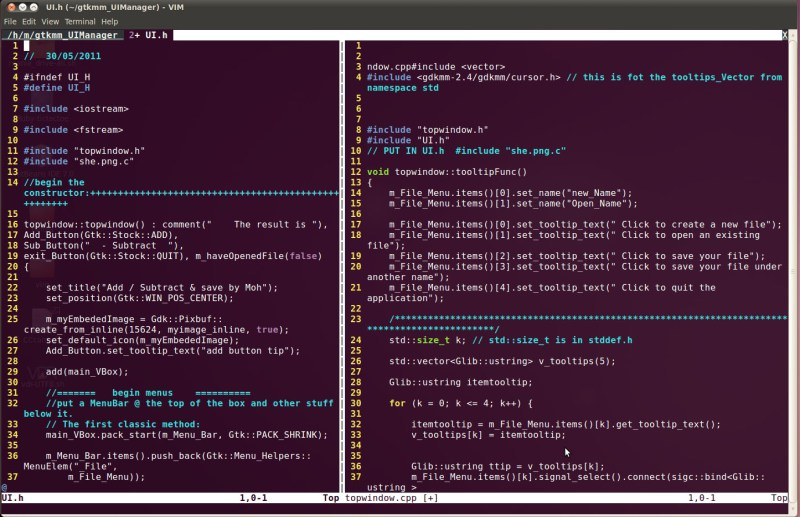 UI.h (~/gtkmm_UIManager) - VIM
File Edit View Terminal Help
/h/m/gtkmm_UIManager 2+ UI.h X
1
2 // 30/05/2011
3
4 #ifndef UI_H
5 #define UI_H
6
7 #include <iostream>
8
9 #include <fstream>
10
11 #include "topwindow.h"
12 #include "she.png.c"
13
14 //begin the
constructor:++++++++++++++++++++++++++++++++++++++++++++++
++++++++
15
16 topwindow::topwindow() : comment("    The result is "),
17 Add_Button(Gtk::Stock::ADD),
18 Sub_Button("  - Subtract  "),
19 exit_Button(Gtk::Stock::QUIT), m_haveOpenedFile(false)
20 {
21
22     set_title("Add / Subtract & save by Moh");
23     set_position(Gtk::WIN_POS_CENTER);
24
25     m_myEmbededImage = Gdk::Pixbuf::
create_from_inline(15624, myimage_inline, true);
26     set_default_icon(m_myEmbededImage);
27     Add_Button.set_tooltip_text("add button tip");
28
29     add(main_VBox);
30
31     //=======   begin menus    ==========
32     //put a MenuBar @ the top of the box and other stuff
below it.
33     // The first classic method:
34     main_VBox.pack_start(m_Menu_Bar, Gtk::PACK_SHRINK);
35
36     m_Menu_Bar.items().push_back(Gtk::Menu_Helpers::
MenuElem("_File",
37         m_File_Menu));
@
UI.h 1,0-1 Top
1
2
3 ndow.cpp#include <vector>
4 #include <gdkmm-2.4/gdkmm/cursor.h> // this is fot the tooltips_Vector from
namespace std
5
6
7
8 #include "topwindow.h"
9 #include "UI.h"
10 // PUT IN UI.h  #include "she.png.c"
11
12 void topwindow::tooltipFunc()
13 {
14     m_File_Menu.items()[0].set_name("new_Name");
15     m_File_Menu.items()[1].set_name("Open_Name");
16
17     m_File_Menu.items()[0].set_tooltip_text(" Click to create a new file");
18     m_File_Menu.items()[1].set_tooltip_text(" Click to open an existing
file");
19     m_File_Menu.items()[2].set_tooltip_text(" Click to save your file");
20     m_File_Menu.items()[3].set_tooltip_text(" Click to save your file under
another name");
21     m_File_Menu.items()[4].set_tooltip_text(" Click to quit the
application");
22
23     /***********************************************************************
************************/
24     std::size_t k; // std::size_t is in stddef.h
25
26     std::vector<Glib::ustring> v_tooltips(5);
27
28     Glib::ustring itemtooltip;
29
30     for (k = 0; k <= 4; k++) {
31
32         itemtooltip = m_File_Menu.items()[k].get_tooltip_text();
33         v_tooltips[k] = itemtooltip;
34
35
36         Glib::ustring ttip = v_tooltips[k];
37         m_File_Menu.items()[k].signal_select().connect(sigc::bind<Glib::
ustring >
topwindow.cpp [+] 1,0-1 Top